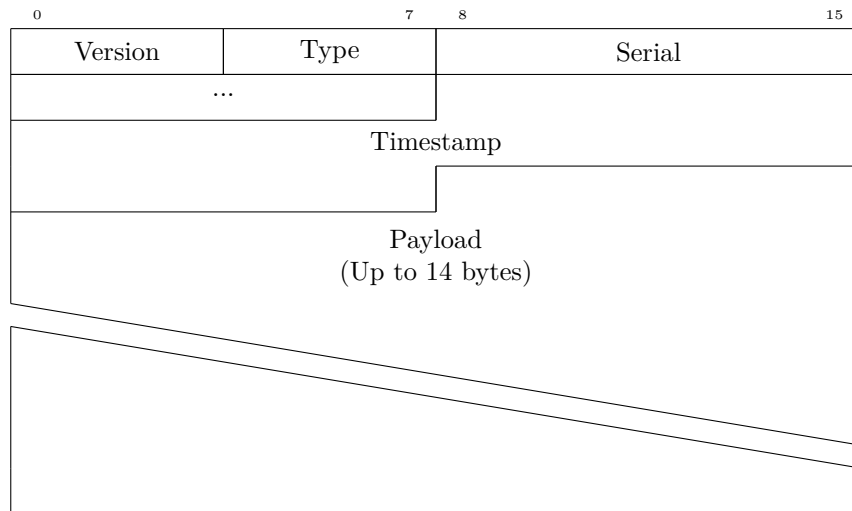 0 7 8 15
Version Type Serial
...
Timestamp
Payload
(Up to 14 bytes)